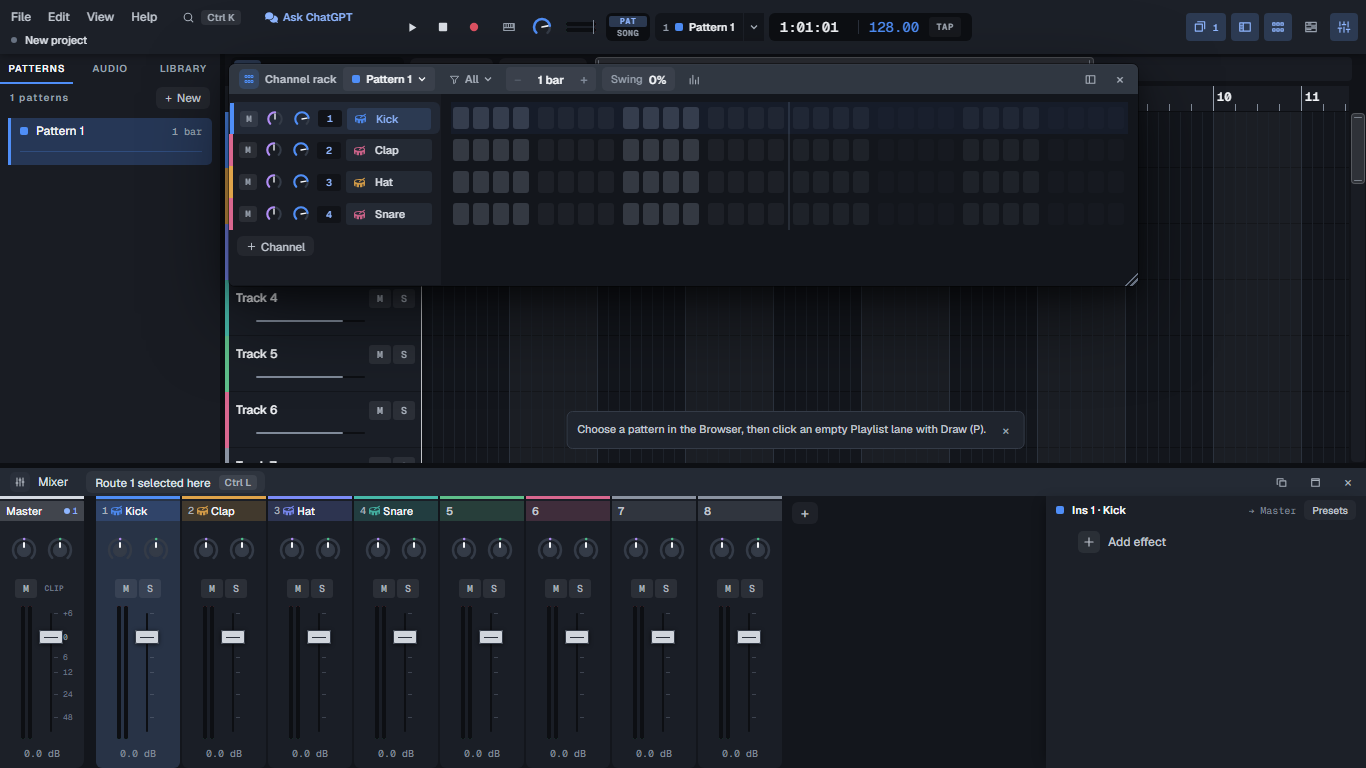 File Edit View Help Ctrl K Ask ChatGPT
New project
PAT
SONG
1 Pattern 1
1:01:01 128.00 TAP
1
PATTERNS AUDIO LIBRARY
1 patterns + New
Pattern 1 1 bar
Channel rack Pattern 1 All − 1 bar + Swing 0%
M 1 Kick
M 2 Clap
M 3 Hat
M 4 Snare
+ Channel
10 11
Track 4 M S
Track 5 M S
Track 6 M S
Choose a pattern in the Browser, then click an empty Playlist lane with Draw (P). ×
Mixer Route 1 selected here Ctrl L
Master 1 1 Kick 2 Clap 3 Hat 4 Snare 5 6 7 8 +
M CLIP M S M S M S M S M S M S M S M S
+6
0
6
12
24
48
0.0 dB 0.0 dB 0.0 dB 0.0 dB 0.0 dB 0.0 dB 0.0 dB 0.0 dB 0.0 dB
Ins 1 · Kick → Master Presets
+ Add effect